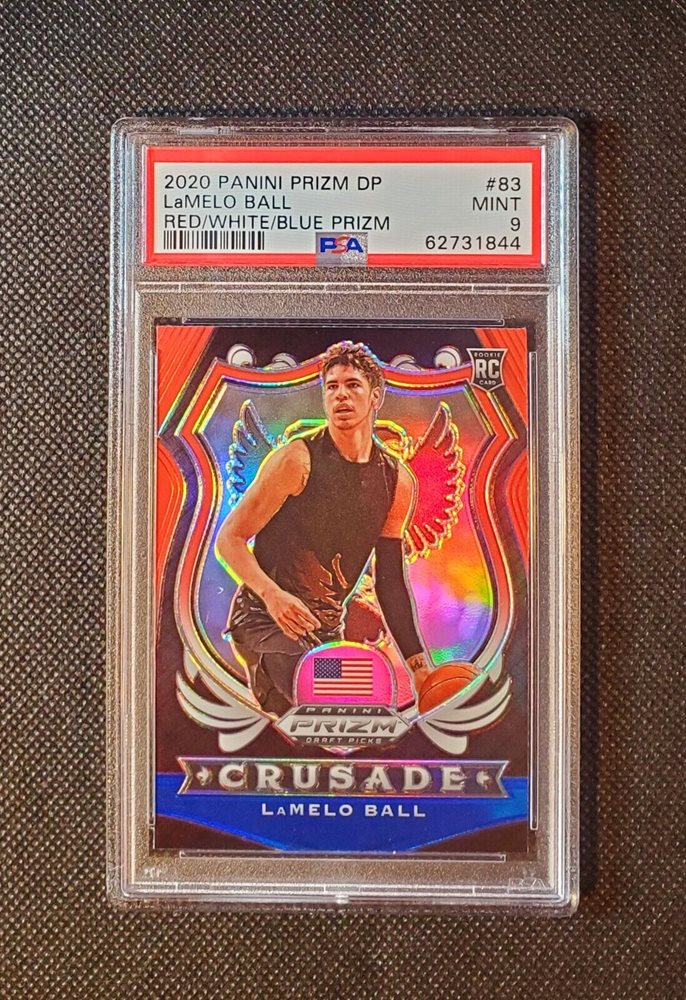 2020 PANINI PRIZM DP #83
LaMELO BALL MINT
RED/WHITE/BLUE PRIZM 9
PSA 62731844
ROOKIE
RC
CARD
PANINI
PRIZM
DRAFT PICKS
CRUSADE
LaMELO BALL